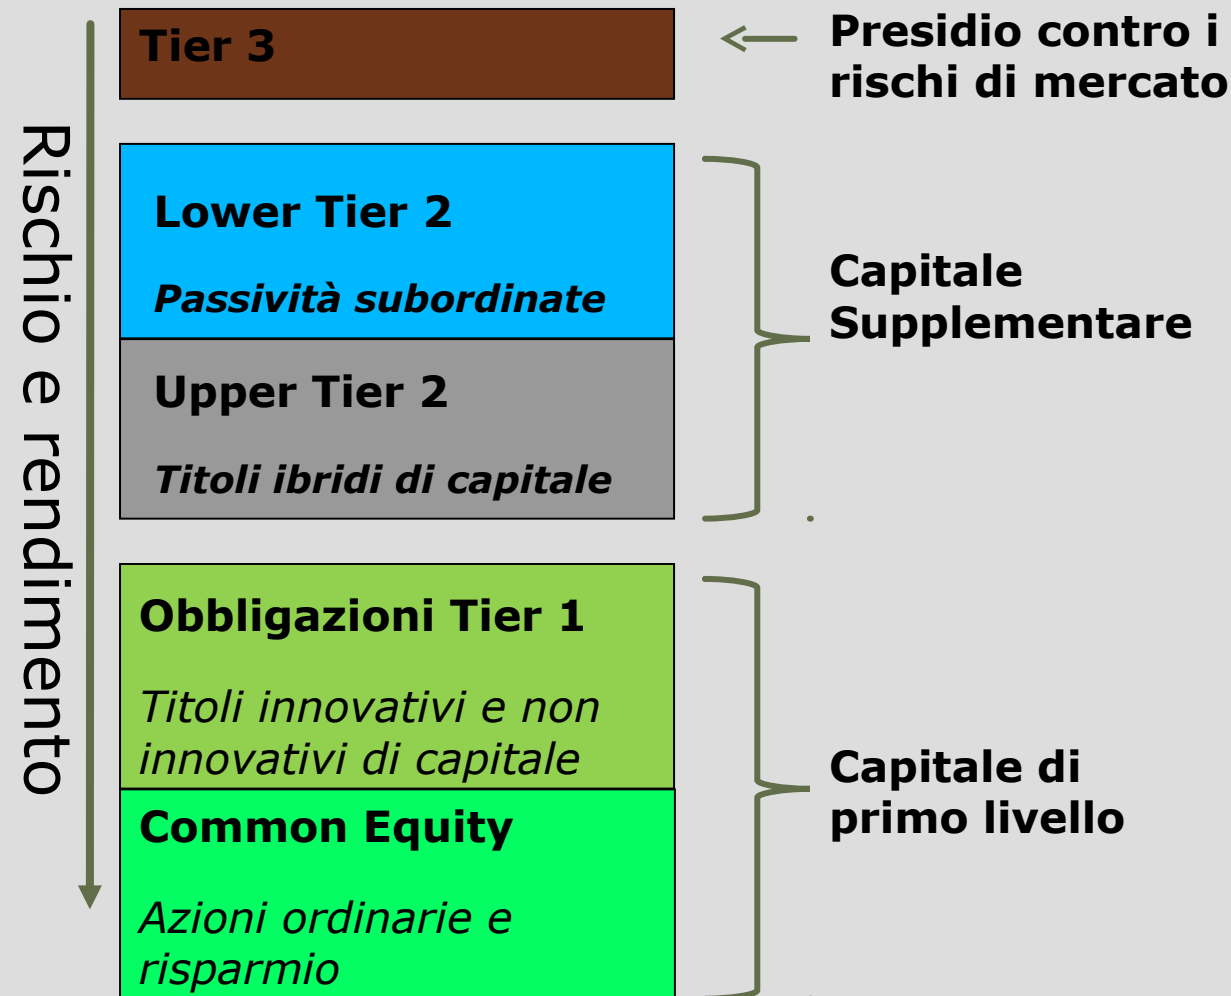 Rischio e rendimento
Tier 3
Presidio contro i
rischi di mercato
Lower Tier 2
Passività subordinate
Upper Tier 2
Titoli ibridi di capitale
Capitale
Supplementare
Obbligazioni Tier 1
Titoli innovativi e non
innovativi di capitale
Common Equity
Azioni ordinarie e
risparmio
Capitale di
primo livello